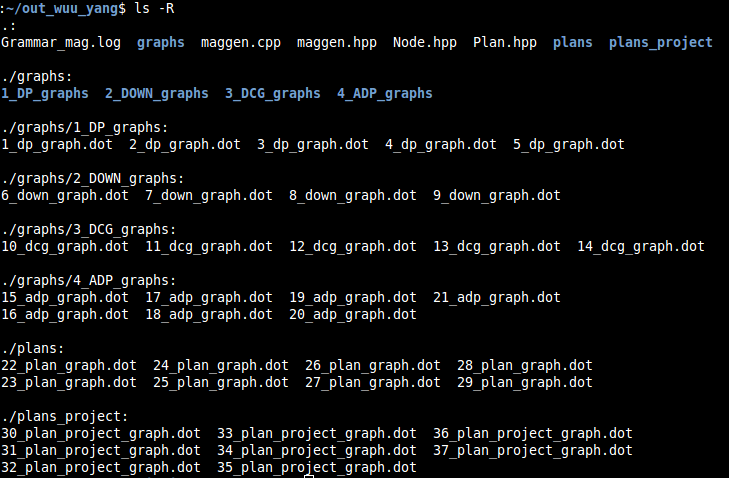 :~/out_wuu_yang$ ls -R
.:
Grammar_mag.log  graphs  maggen.cpp  maggen.hpp  Node.hpp  Plan.hpp  plans  plans_project
./graphs:
1_DP_graphs  2_DOWN_graphs  3_DCG_graphs  4_ADP_graphs
./graphs/1_DP_graphs:
1_dp_graph.dot  2_dp_graph.dot  3_dp_graph.dot  4_dp_graph.dot  5_dp_graph.dot
./graphs/2_DOWN_graphs:
6_down_graph.dot  7_down_graph.dot  8_down_graph.dot  9_down_graph.dot
./graphs/3_DCG_graphs:
10_dcg_graph.dot  11_dcg_graph.dot  12_dcg_graph.dot  13_dcg_graph.dot  14_dcg_graph.dot
./graphs/4_ADP_graphs:
15_adp_graph.dot  17_adp_graph.dot  19_adp_graph.dot  21_adp_graph.dot
16_adp_graph.dot  18_adp_graph.dot  20_adp_graph.dot
./plans:
22_plan_graph.dot  24_plan_graph.dot  26_plan_graph.dot  28_plan_graph.dot
23_plan_graph.dot  25_plan_graph.dot  27_plan_graph.dot  29_plan_graph.dot
./plans_project:
30_plan_project_graph.dot  33_plan_project_graph.dot  36_plan_project_graph.dot
31_plan_project_graph.dot  34_plan_project_graph.dot  37_plan_project_graph.dot
32_plan_project_graph.dot  35_plan_project_graph.dot